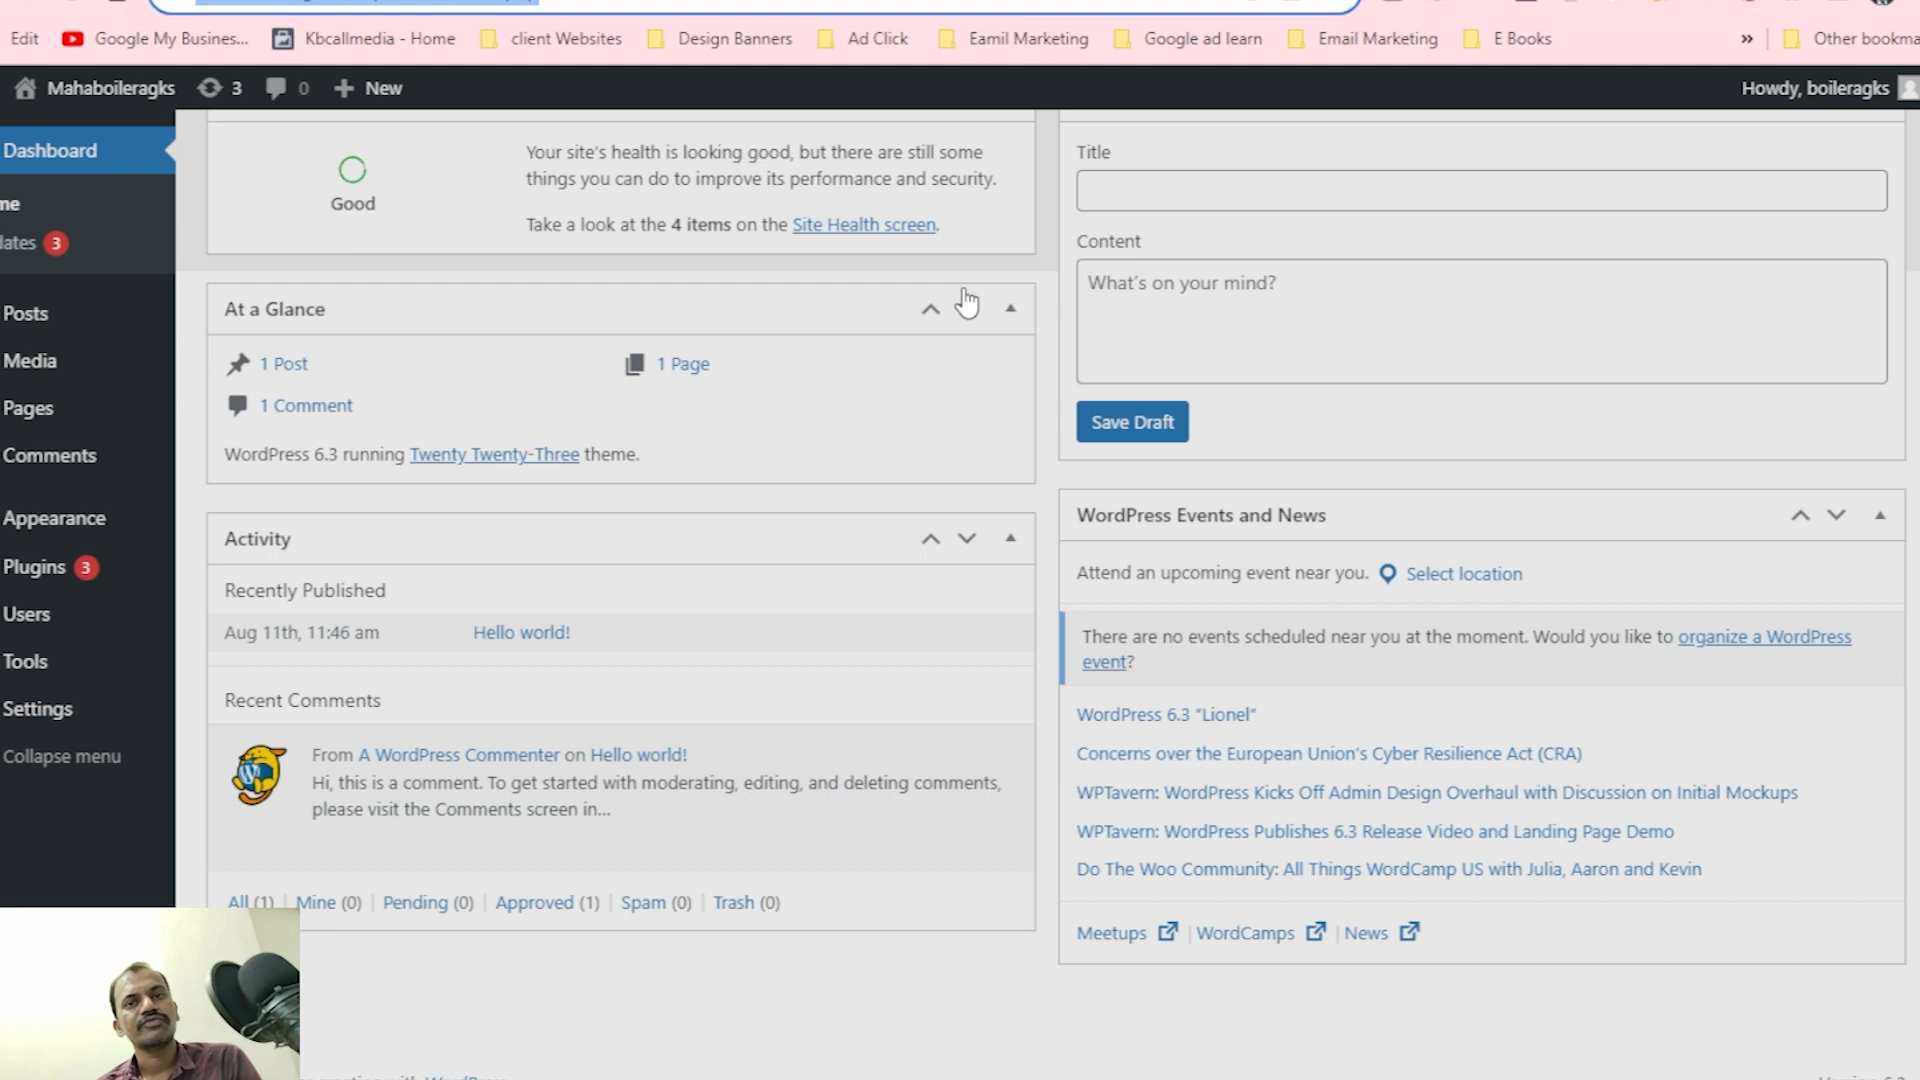 Edit Google My Busines... Kbcallmedia - Home client Websites Design Banners Ad Click Eamil Marketing Google ad learn Email Marketing E Books » Other bookma
Mahaboileragks 3 0 + New Howdy, boileragks
Dashboard
me
dates 3
Posts
Media
Pages
Comments
Appearance
Plugins 3
Users
Tools
Settings
Collapse menu
Good
Your site's health is looking good, but there are still some
things you can do to improve its performance and security.
Take a look at the 4 items on the Site Health screen.
At a Glance
1 Post 1 Page
1 Comment
WordPress 6.3 running Twenty Twenty-Three theme.
Activity
Recently Published
Aug 11th, 11:46 am Hello world!
Recent Comments
From A WordPress Commenter on Hello world!
Hi, this is a comment. To get started with moderating, editing, and deleting comments,
please visit the Comments screen in...
All (1) | Mine (0) | Pending (0) | Approved (1) | Spam (0) | Trash (0)
Title
Content
What's on your mind?
Save Draft
WordPress Events and News
Attend an upcoming event near you. Select location
There are no events scheduled near you at the moment. Would you like to organize a WordPress
event?
WordPress 6.3 “Lionel”
Concerns over the European Union's Cyber Resilience Act (CRA)
WPTavern: WordPress Kicks Off Admin Design Overhaul with Discussion on Initial Mockups
WPTavern: WordPress Publishes 6.3 Release Video and Landing Page Demo
Do The Woo Community: All Things WordCamp US with Julia, Aaron and Kevin
Meetups | WordCamps | News